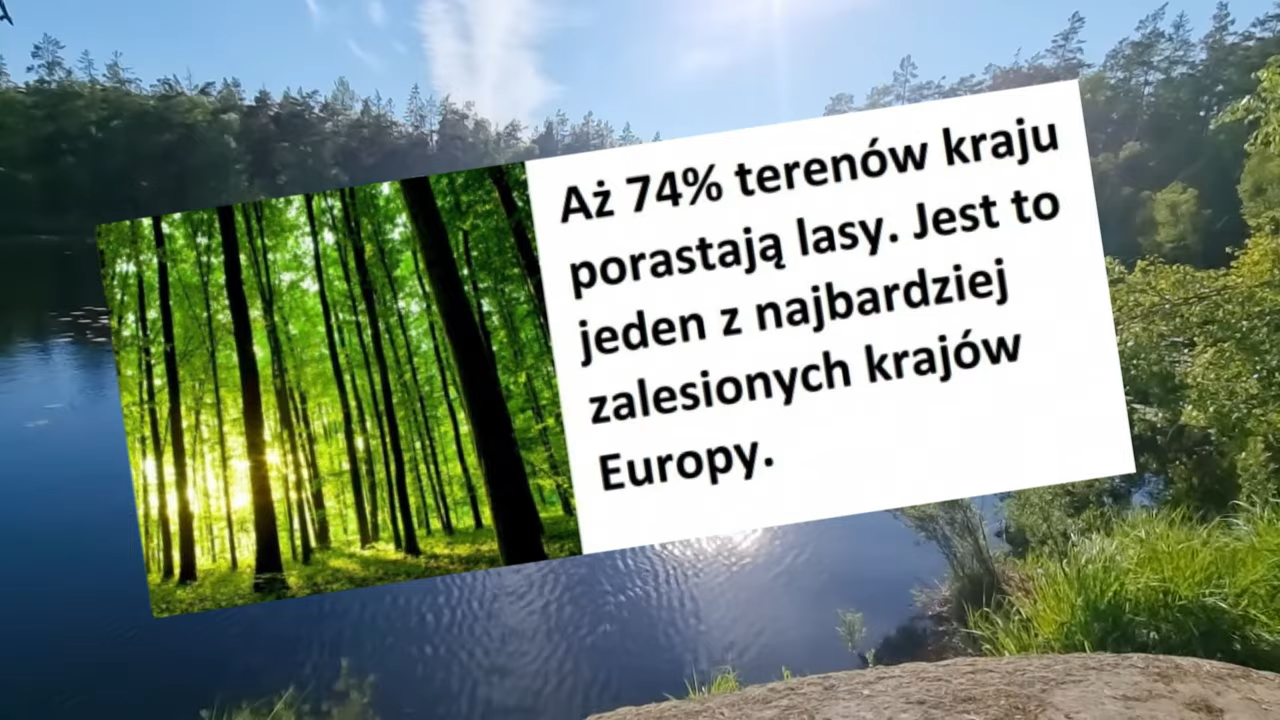 Aż 74% terenów kraju
porastają lasy. Jest to
jeden z najbardziej
zalesionych krajów
Europy.